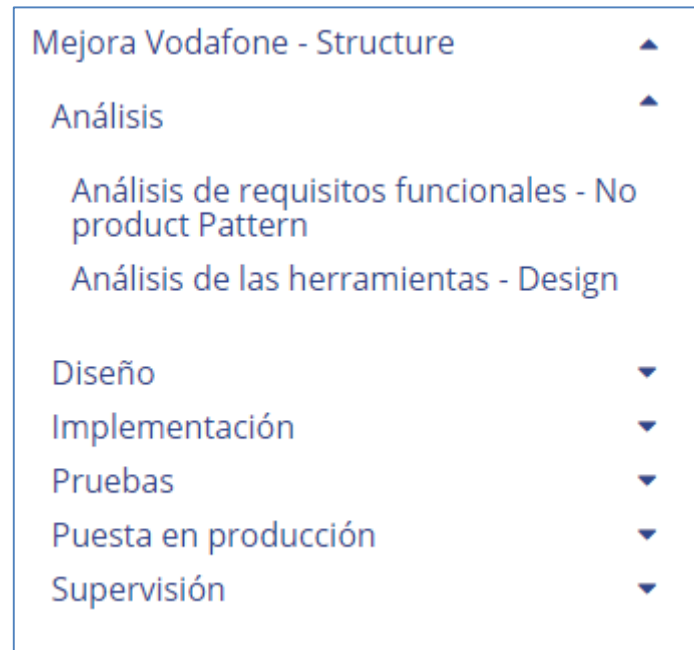 Mejora Vodafone - Structure
Análisis
Análisis de requisitos funcionales - No
product Pattern
Análisis de las herramientas - Design
Diseño
Implementación
Pruebas
Puesta en producción
Supervisión